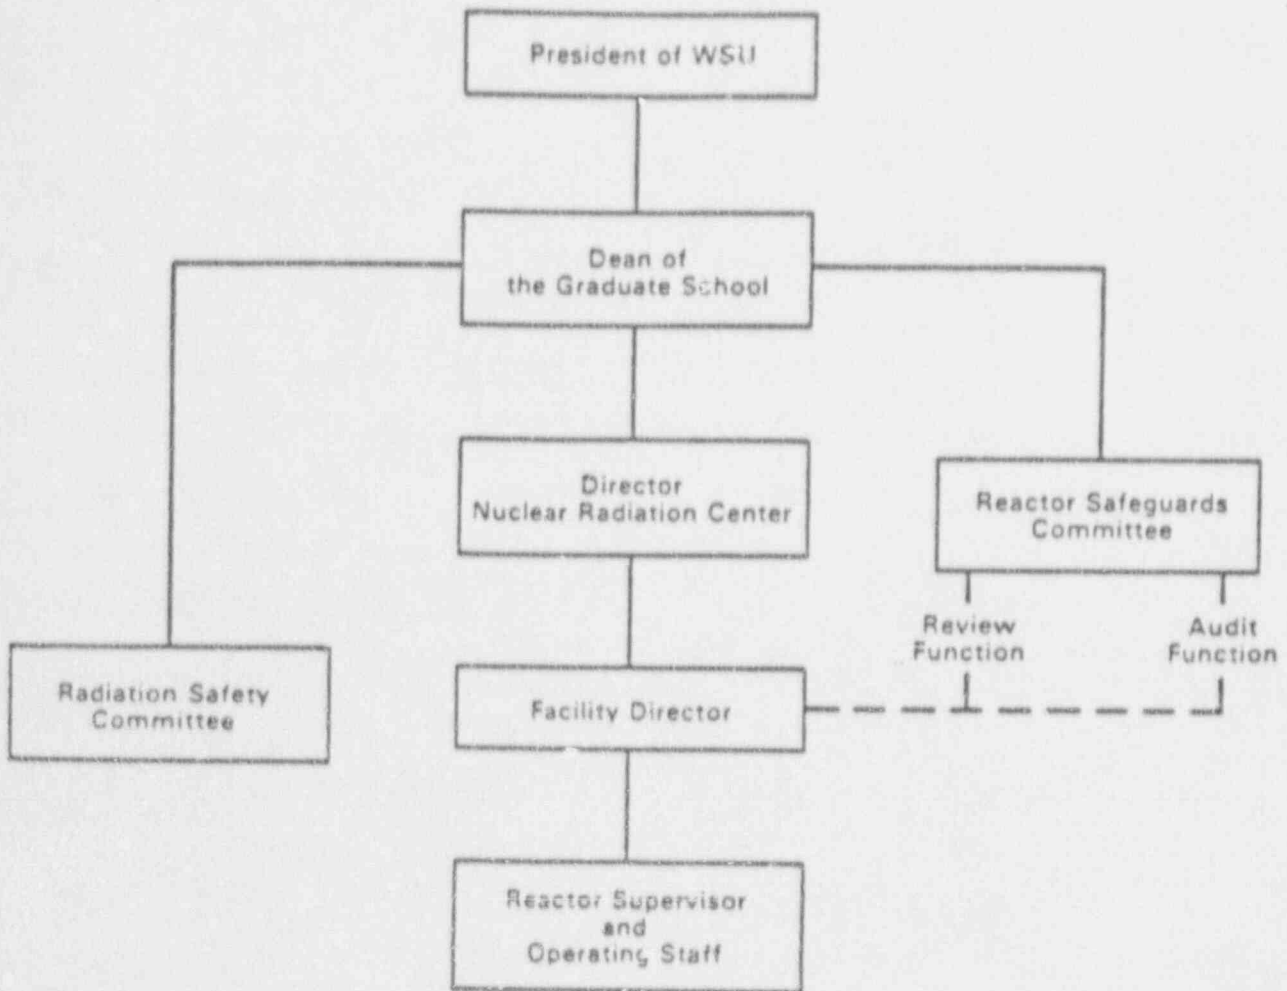 President of WSU
Dean of
the Graduate School
Director
Nuclear Radiation Center
Reactor Safeguards
Committee
Review
Function
Audit
Function
Radiation Safety
Committee
Facility Director
Reactor Supervisor
and
Operating Staff